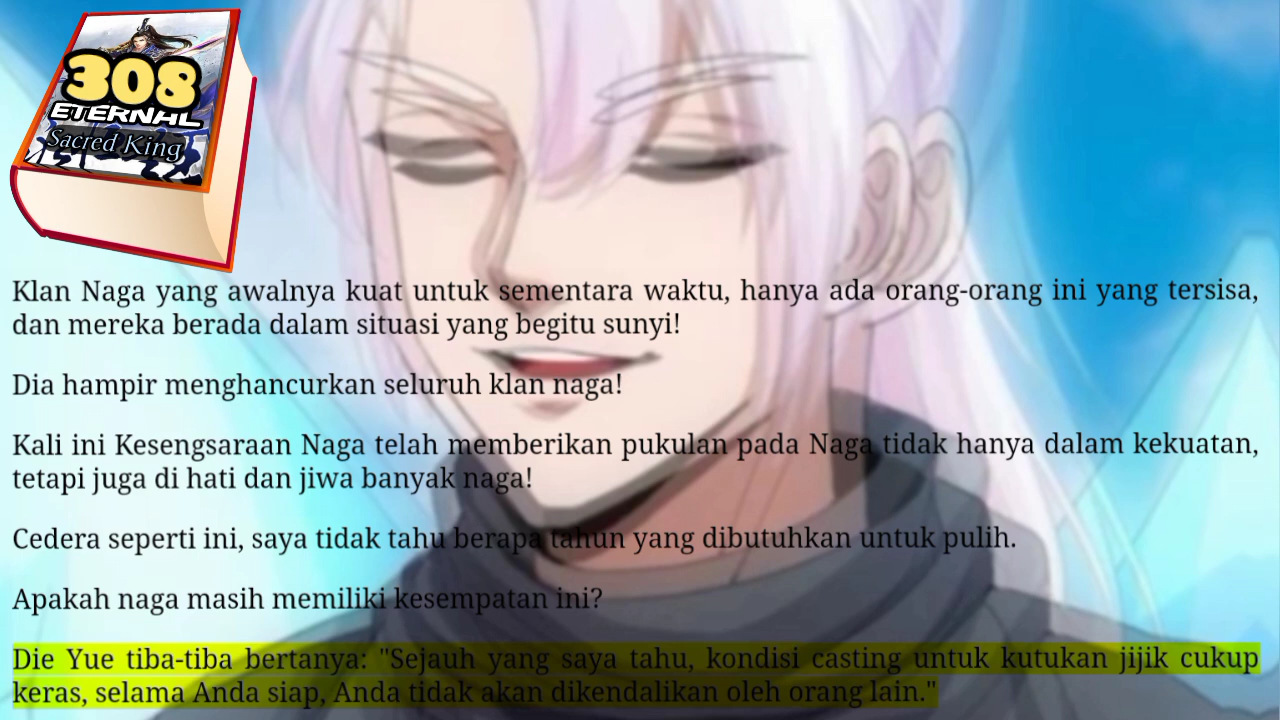 308
ETERNAL
Sacred King
Klan Naga yang awalnya kuat untuk sementara waktu, hanya ada orang-orang ini yang tersisa,
dan mereka berada dalam situasi yang begitu sunyi!
Dia hampir menghancurkan seluruh klan naga!
Kali ini Kesengsaraan Naga telah memberikan pukulan pada Naga tidak hanya dalam kekuatan,
tetapi juga di hati dan jiwa banyak naga!
Cedera seperti ini, saya tidak tahu berapa tahun yang dibutuhkan untuk pulih.
Apakah naga masih memiliki kesempatan ini?
Die Yue tiba-tiba bertanya: "Sejauh yang saya tahu, kondisi casting untuk kutukan jijik cukup
keras, selama Anda siap, Anda tidak akan dikendalikan oleh orang lain."